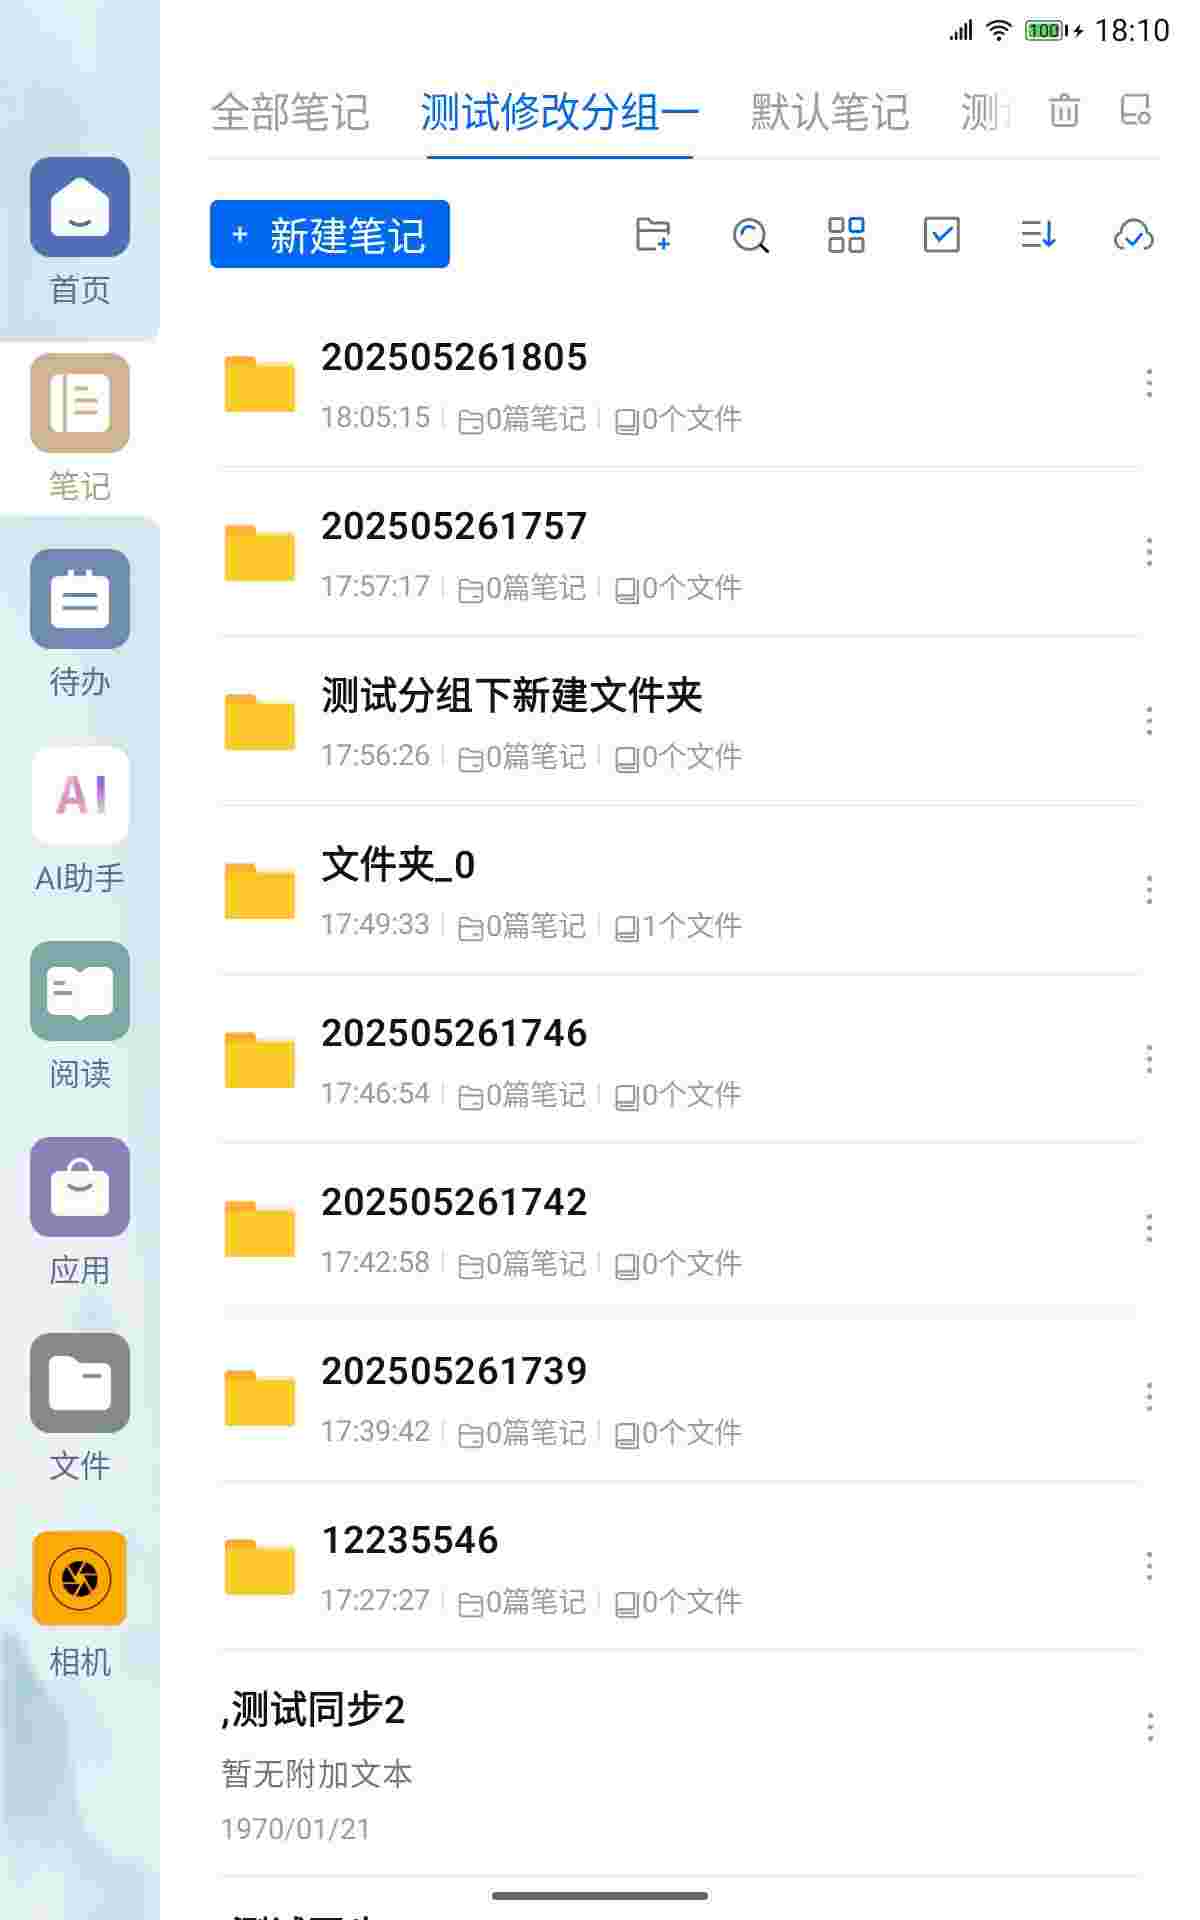 100 18:10
全部笔记 测试修改分组一 默认笔记 测
+ 新建笔记
首页
笔记
待办
AI
AI助手
阅读
应用
文件
相机
202505261805
18:05:15 0篇笔记 0个文件
202505261757
17:57:17 0篇笔记 0个文件
测试分组下新建文件夹
17:56:26 0篇笔记 0个文件
文件夹_0
17:49:33 0篇笔记 1个文件
202505261746
17:46:54 0篇笔记 0个文件
202505261742
17:42:58 0篇笔记 0个文件
202505261739
17:39:42 0篇笔记 0个文件
12235546
17:27:27 0篇笔记 0个文件
,测试同步2
暂无附加文本
1970/01/21